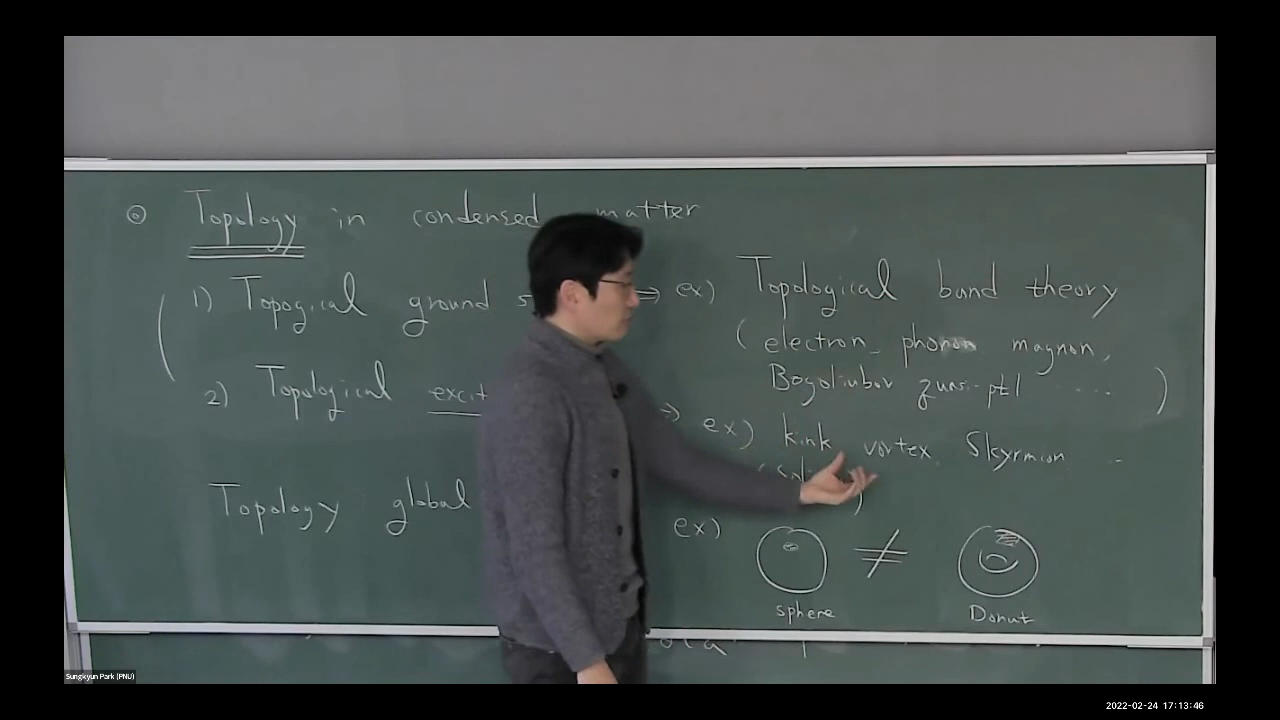 ⊙ Topology in condensed matter
1) Topogical ground ⇒ ex) Topological band theory
(electron, phonon magnon,
Bogoliubov quasi-ptl ....)
2) Topological ex) kink vortex, Skyrmion ..
Topology global
ex) ≠
sphere Donut
Sungkyun Park (PNU)
2022-02-24 17:13:46